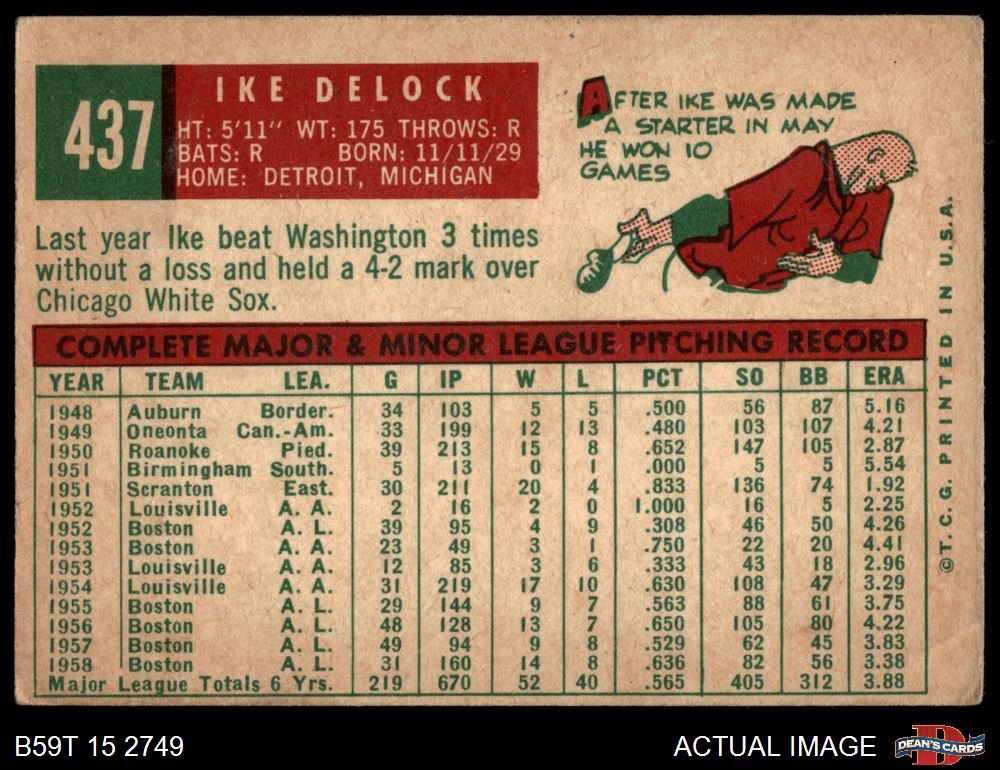 437
IKE DELOCK
HT: 5'11" WT: 175 THROWS: R
BATS: R BORN: 11/11/29
HOME: DETROIT, MICHIGAN
AFTER IKE WAS MADE
A STARTER IN MAY
HE WON 10
GAMES
Last year Ike beat Washington 3 times
without a loss and held a 4-2 mark over
Chicago White Sox.
COMPLETE MAJOR & MINOR LEAGUE PITCHING RECORD
YEAR TEAM LEA. G IP W L PCT SO BB ERA
1948 Auburn Border. 34 103 5 5 .500 56 87 5.16
1949 Oneonta Can.-Am. 33 199 12 13 .480 103 107 4.21
1950 Roanoke Pied. 39 213 15 8 .652 147 105 2.87
1951 Birmingham South. 5 13 0 1 .000 5 5 5.54
1951 Scranton East. 30 211 20 4 .833 136 74 1.92
1952 Louisville A. A. 2 16 2 0 1.000 16 5 2.25
1952 Boston A. L. 39 95 4 9 .308 46 50 4.26
1953 Boston A. A. 23 49 3 1 .750 22 20 4.41
1953 Louisville A. A. 12 85 3 6 .333 43 18 2.96
1954 Louisville A. A. 31 219 17 10 .630 108 47 3.29
1955 Boston A. L. 29 144 9 7 .563 88 61 3.75
1956 Boston A. L. 48 128 13 7 .650 105 80 4.22
1957 Boston A. L. 49 94 9 8 .529 62 45 3.83
1958 Boston A. L. 31 160 14 8 .636 82 56 3.38
Major League Totals 6 Yrs. 219 670 52 40 .565 405 312 3.88
©T. C. G. PRINTED IN U.S.A.
B59T 15 2749
ACTUAL IMAGE
DEAN'S CARDS